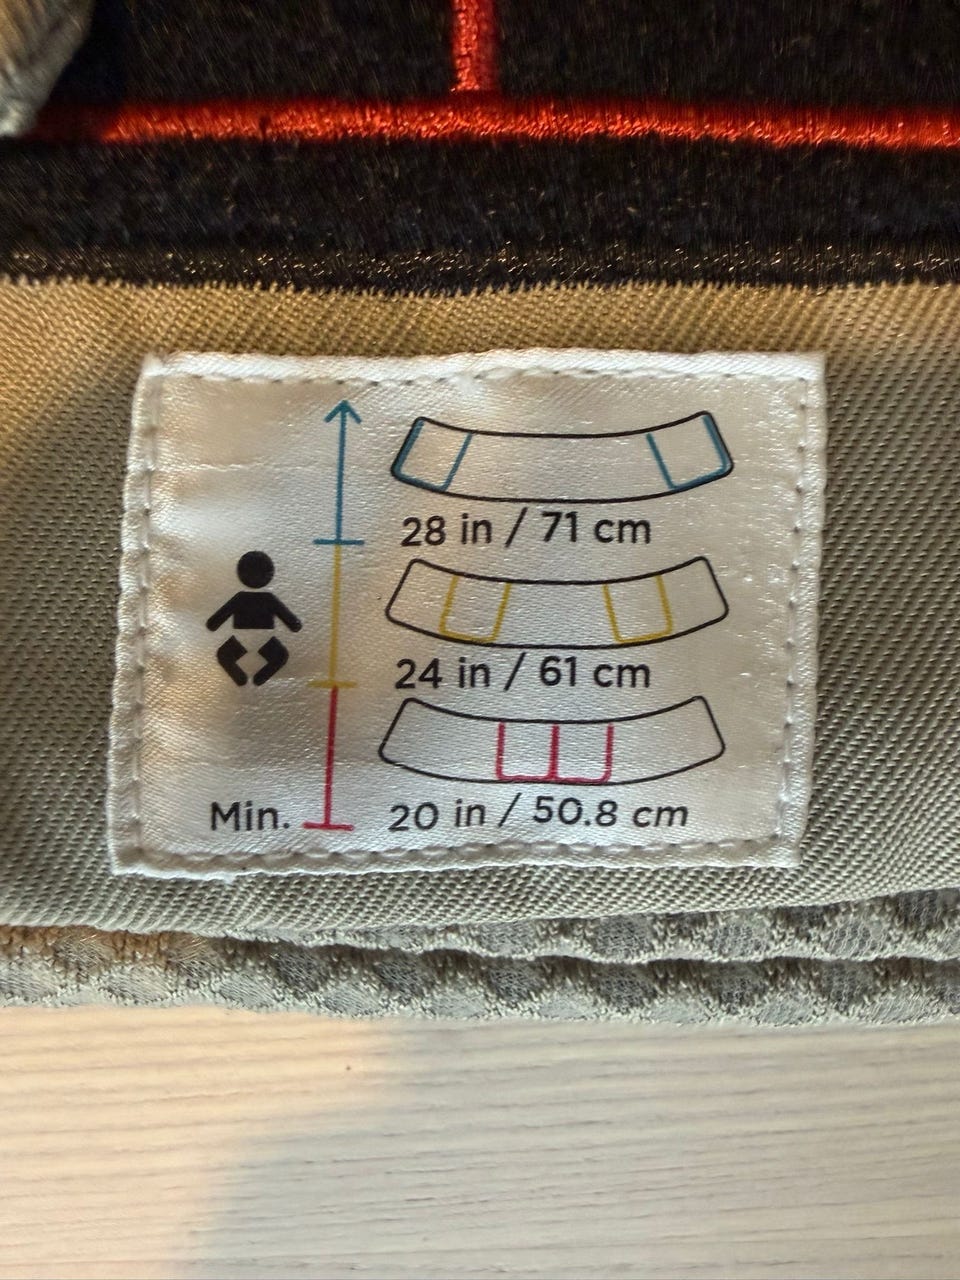 28 in / 71 cm
24 in / 61 cm
Min. 20 in / 50.8 cm